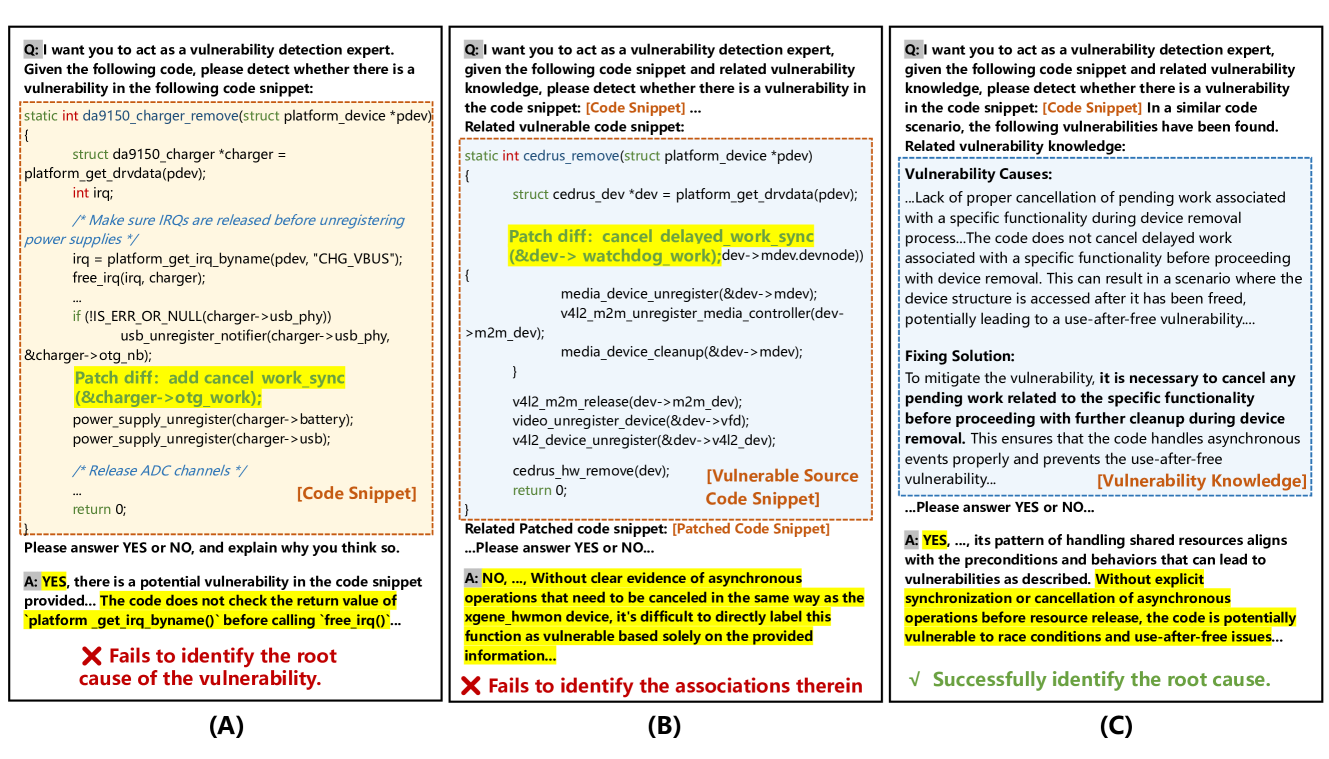 Q: I want you to act as a vulnerability detection expert.
Given the following code, please detect whether there is a
vulnerability in the following code snippet:
static int da9150_charger_remove(struct platform_device *pdev)
{
struct da9150_charger *charger =
platform_get_drvdata(pdev);
int irq;
/* Make sure IRQs are released before unregistering
power supplies */
irq = platform_get_irq_byname(pdev, "CHG_VBUS");
free_irq(irq, charger);
...
if (!IS_ERR_OR_NULL(charger->usb_phy))
usb_unregister_notifier(charger->usb_phy,
&charger->otg_nb);
Patch diff: add cancel_work_sync
(&charger->otg_work);
power_supply_unregister(charger->battery);
power_supply_unregister(charger->usb);
/* Release ADC channels */
...
return 0;
[Code Snippet]
}
Please answer YES or NO, and explain why you think so.
A: YES, there is a potential vulnerability in the code snippet
provided... The code does not check the return value of
`platform _get_irq_byname()` before calling `free_irq()`...
❌ Fails to identify the root
cause of the vulnerability.
(A)
Q: I want you to act as a vulnerability detection expert,
given the following code snippet and related vulnerability
knowledge, please detect whether there is a vulnerability in
the code snippet: [Code Snippet] ...
Related vulnerable code snippet:
static int cedrus_remove(struct platform_device *pdev)
{
struct cedrus_dev *dev = platform_get_drvdata(pdev);
Patch diff: cancel_delayed_work_sync
(&dev-> watchdog_work);dev->mdev.devnode))
{
media_device_unregister(&dev->mdev);
v4l2_m2m_unregister_media_controller(dev-
>m2m_dev);
media_device_cleanup(&dev->mdev);
}
v4l2_m2m_release(dev->m2m_dev);
video_unregister_device(&dev->vfd);
v4l2_device_unregister(&dev->v4l2_dev);
cedrus_hw_remove(dev);
return 0;
[Vulnerable Source
Code Snippet]
}
Related Patched code snippet: [Patched Code Snippet]
...Please answer YES or NO...
A: NO, ..., Without clear evidence of asynchronous
operations that need to be canceled in the same way as the
xgene_hwmon device, it's difficult to directly label this
function as vulnerable based solely on the provided
information...
❌ Fails to identify the associations therein
(B)
Q: I want you to act as a vulnerability detection expert,
given the following code snippet and related vulnerability
knowledge, please detect whether there is a vulnerability
in the code snippet: [Code Snippet] In a similar code
scenario, the following vulnerabilities have been found.
Related vulnerability knowledge:
Vulnerability Causes:
...Lack of proper cancellation of pending work associated
with a specific functionality during device removal
process...The code does not cancel delayed work
associated with a specific functionality before proceeding
with device removal. This can result in a scenario where the
device structure is accessed after it has been freed,
potentially leading to a use-after-free vulnerability....
Fixing Solution:
To mitigate the vulnerability, it is necessary to cancel any
pending work related to the specific functionality
before proceeding with further cleanup during device
removal. This ensures that the code handles asynchronous
events properly and prevents the use-after-free
vulnerability...
[Vulnerability Knowledge]
...Please answer YES or NO...
A: YES, ..., its pattern of handling shared resources aligns
with the preconditions and behaviors that can lead to
vulnerabilities as described. Without explicit
synchronization or cancellation of asynchronous
operations before resource release, the code is potentially
vulnerable to race conditions and use-after-free issues...
√ Successfully identify the root cause.
(C)